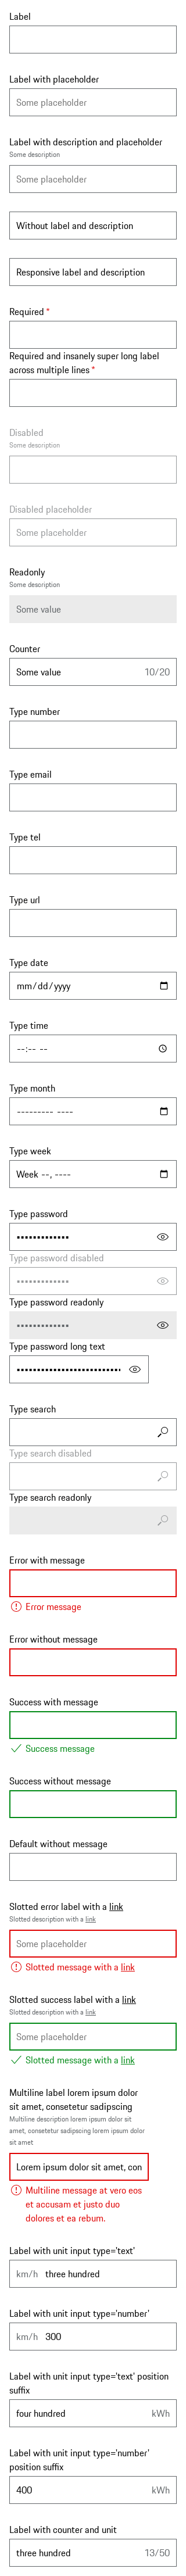 Label
Label with placeholder
Some placeholder
Label with description and placeholder
Some description
Some placeholder
Without label and description
Responsive label and description
Required *
Required and insanely super long label
across multiple lines *
Disabled
Some description
Disabled placeholder
Some placeholder
Readonly
Some description
Some value
Counter
Some value 10/20
Type number
Type email
Type tel
Type url
Type date
mm/dd/yyyy
Type time
--:-- --
Type month
--------- ----
Type week
Week --, ----
Type password
•••••••••••••
Type password disabled
•••••••••••••
Type password readonly
•••••••••••••
Type password long text
••••••••••••••••••••••••••
Type search
Type search disabled
Type search readonly
Error with message
Error message
Error without message
Success with message
Success message
Success without message
Default without message
Slotted error label with a link
Slotted description with a link
Some placeholder
Slotted message with a link
Slotted success label with a link
Slotted description with a link
Some placeholder
Slotted message with a link
Multiline label lorem ipsum dolor
sit amet, consetetur sadipscing
Multiline description lorem ipsum dolor sit
amet, consetetur sadipscing lorem ipsum dolor
sit amet
Lorem ipsum dolor sit amet, con
Multiline message at vero eos
et accusam et justo duo
dolores et ea rebum.
Label with unit input type='text'
km/h three hundred
Label with unit input type='number'
km/h 300
Label with unit input type='text' position
suffix
four hundred kWh
Label with unit input type='number'
position suffix
400 kWh
Label with counter and unit
three hundred 13/50